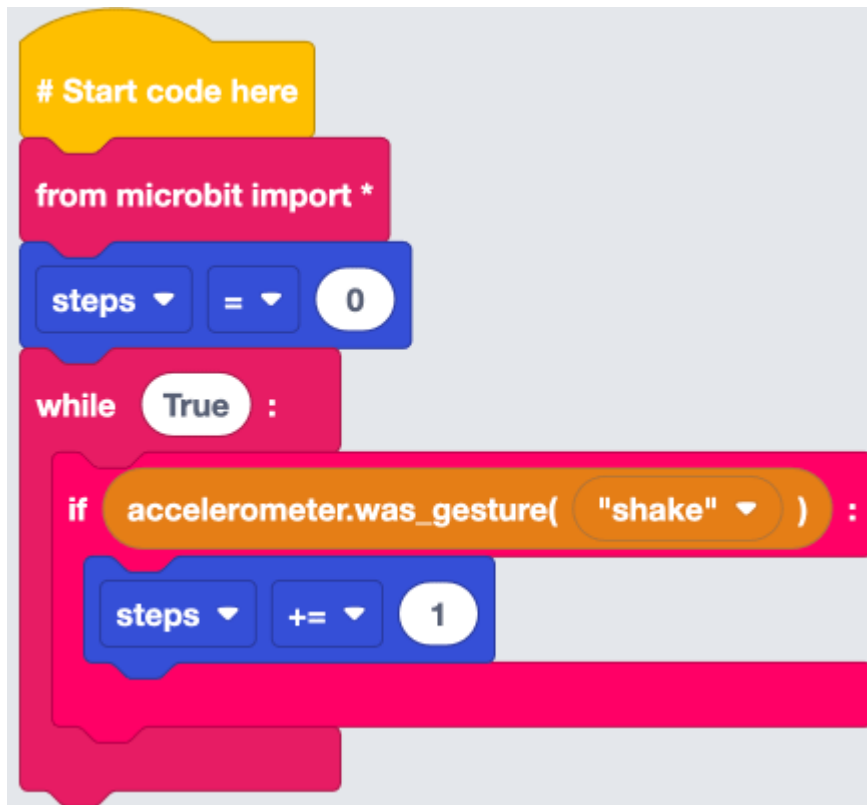 # Start code here
from microbit import *
steps = 0
while True :
if accelerometer.was_gesture( "shake" ) :
steps += 1